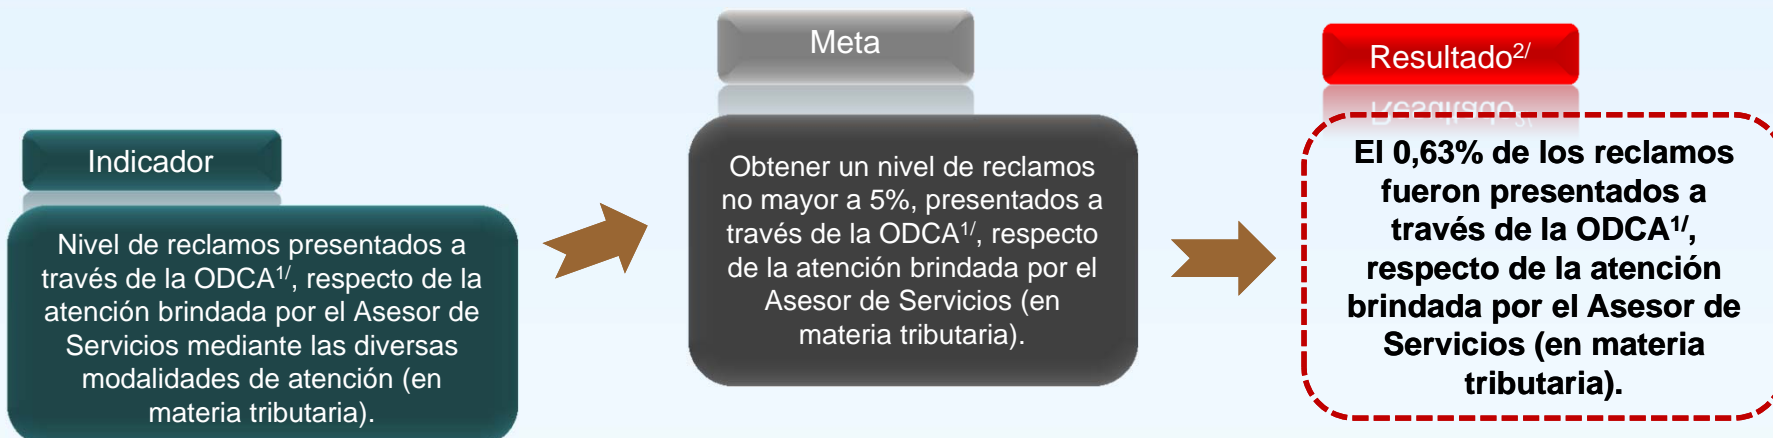 Indicador
Nivel de reclamos presentados a
través de la ODCA1/, respecto de la
atención brindada por el Asesor de
Servicios mediante las diversas
modalidades de atención (en
materia tributaria).
Meta
Obtener un nivel de reclamos
no mayor a 5%, presentados a
través de la ODCA1/, respecto
de la atención brindada por el
Asesor de Servicios (en
materia tributaria).
Resultado2/
El 0,63% de los reclamos
fueron presentados a
través de la ODCA1/,
respecto de la atención
brindada por el Asesor de
Servicios (en materia
tributaria).